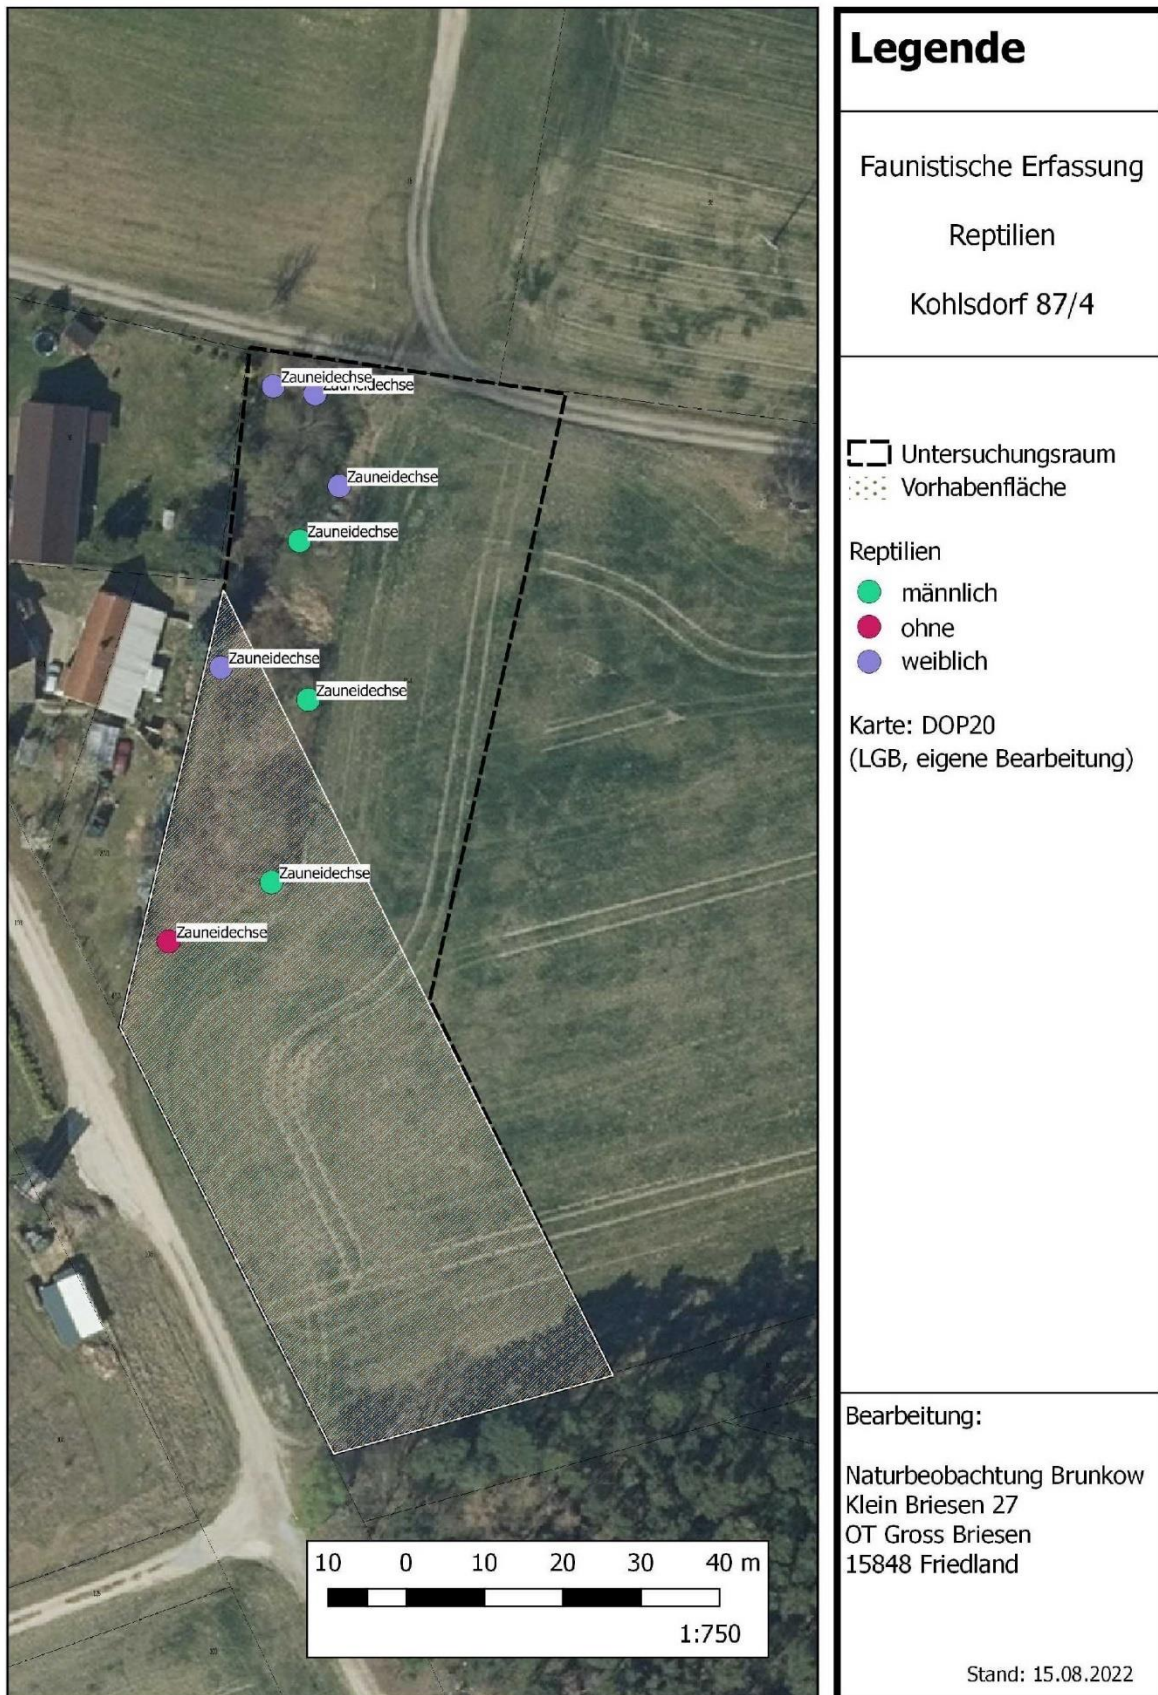 Zauneidechse
Zauneidechse
Zauneidechse
Zauneidechse
Zauneidechse
Zauneidechse
Zauneidechse
Zauneidechse
10 0 10 20 30 40 m
1:750
Legende
Faunistische Erfassung
Reptilien
Kohlsdorf 87/4
Untersuchungsraum
Vorhabenfläche
Reptilien
männlich
ohne
weiblich
Karte: DOP20
(LGB, eigene Bearbeitung)
Bearbeitung:
Naturbeobachtung Brunkow
Klein Briesen 27
OT Gross Briesen
15848 Friedland
Stand: 15.08.2022